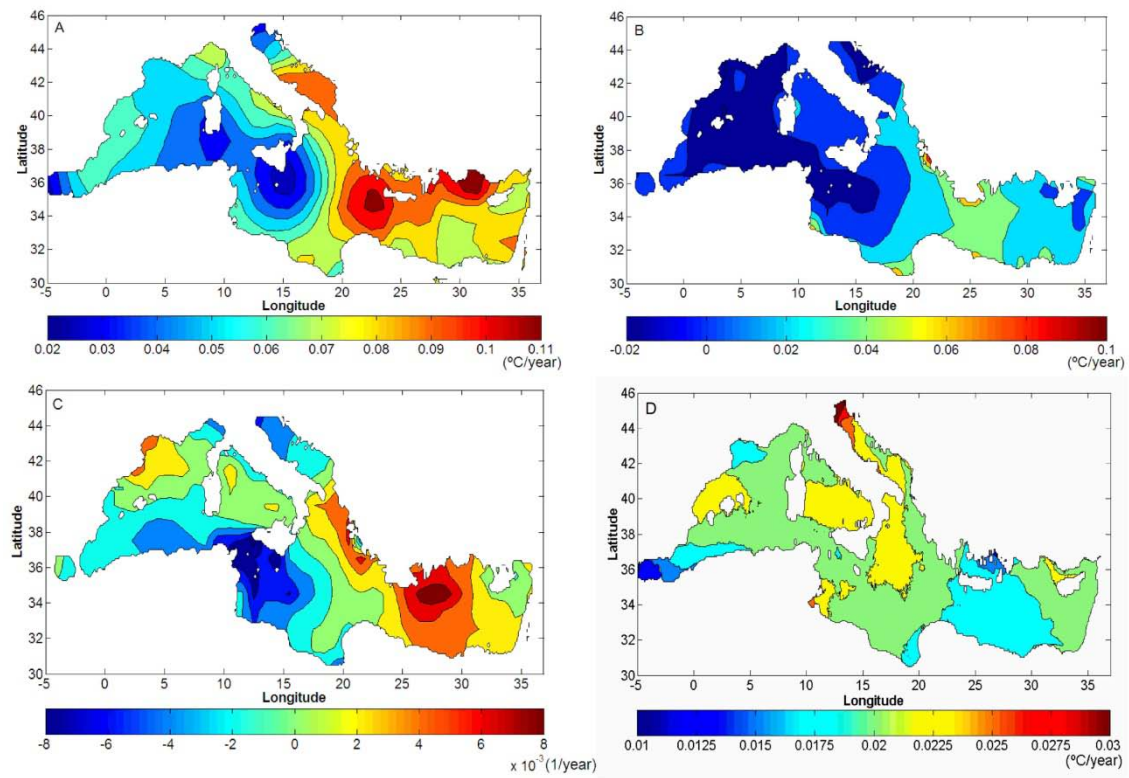 A
46
44
42
40
38
36
34
32
30
Latitude
-5 0 5 10 15 20 25 30 35
Longitude
0.02 0.03 0.04 0.05 0.06 0.07 0.08 0.09 0.1 0.11
(ºC/year)
B
46
44
42
40
38
36
34
32
30
Latitude
-5 0 5 10 15 20 25 30 35
Longitude
-0.02 0 0.02 0.04 0.06 0.08 0.1
(ºC/year)
C
46
44
42
40
38
36
34
32
30
Latitude
-5 0 5 10 15 20 25 30 35
Longitude
-8 -6 -4 -2 0 2 4 6 8
x 10⁻³ (1/year)
D
46
44
42
40
38
36
34
32
30
Latitude
-5 0 5 10 15 20 25 30 35
Longitude
0.01 0.0125 0.015 0.0175 0.02 0.0225 0.025 0.0275 0.03
(ºC/year)